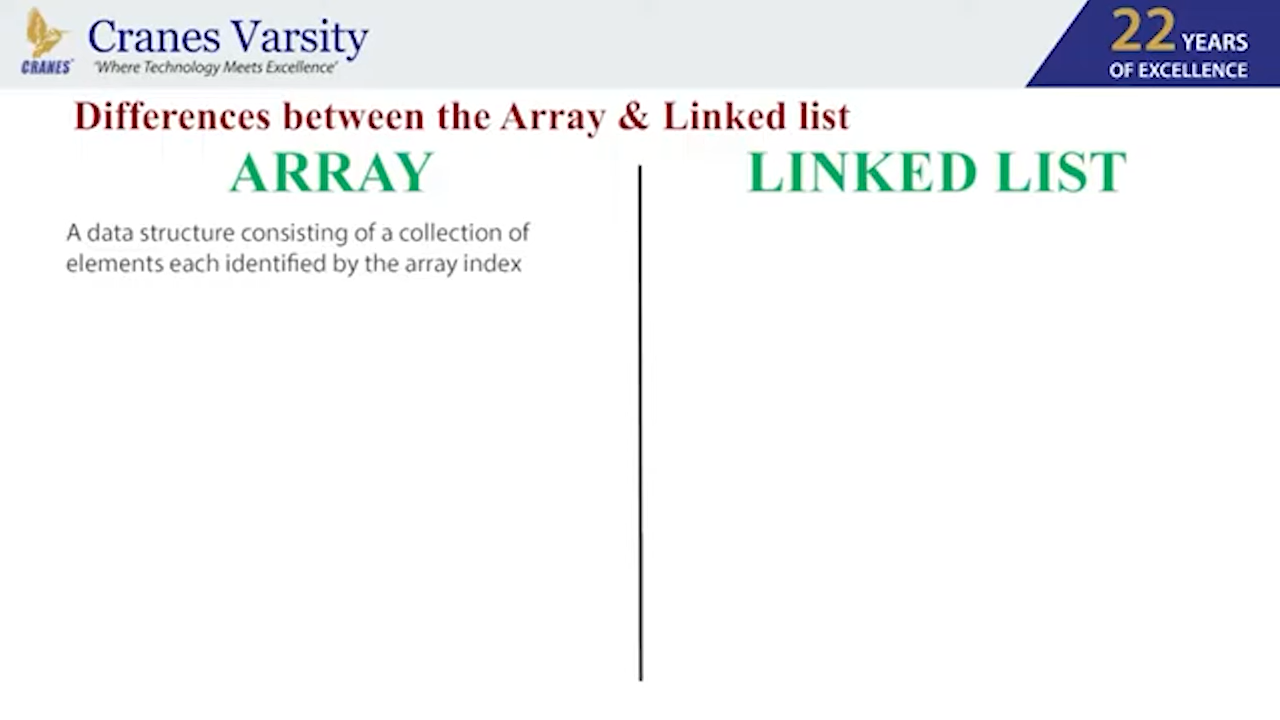 CRANES
Cranes Varsity
"Where Technology Meets Excellence"
22 YEARS
OF EXCELLENCE
Differences between the Array & Linked list
ARRAY
A data structure consisting of a collection of
elements each identified by the array index
LINKED LIST